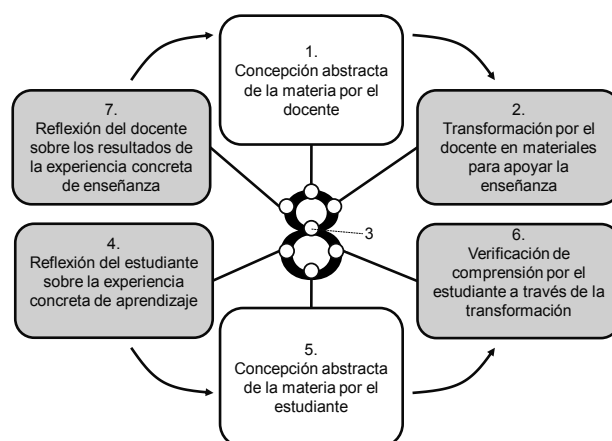 1.
Concepción abstracta
de la materia por el
docente
7.
Reflexión del docente
sobre los resultados de
la experiencia concreta
de enseñanza
2.
Transformación por el
docente en materiales
para apoyar la
enseñanza
3
4.
Reflexión del estudiante
sobre la experiencia
concreta de aprendizaje
6.
Verificación de
comprensión por el
estudiante a través de la
transformación
5.
Concepción abstracta
de la materia por el
estudiante